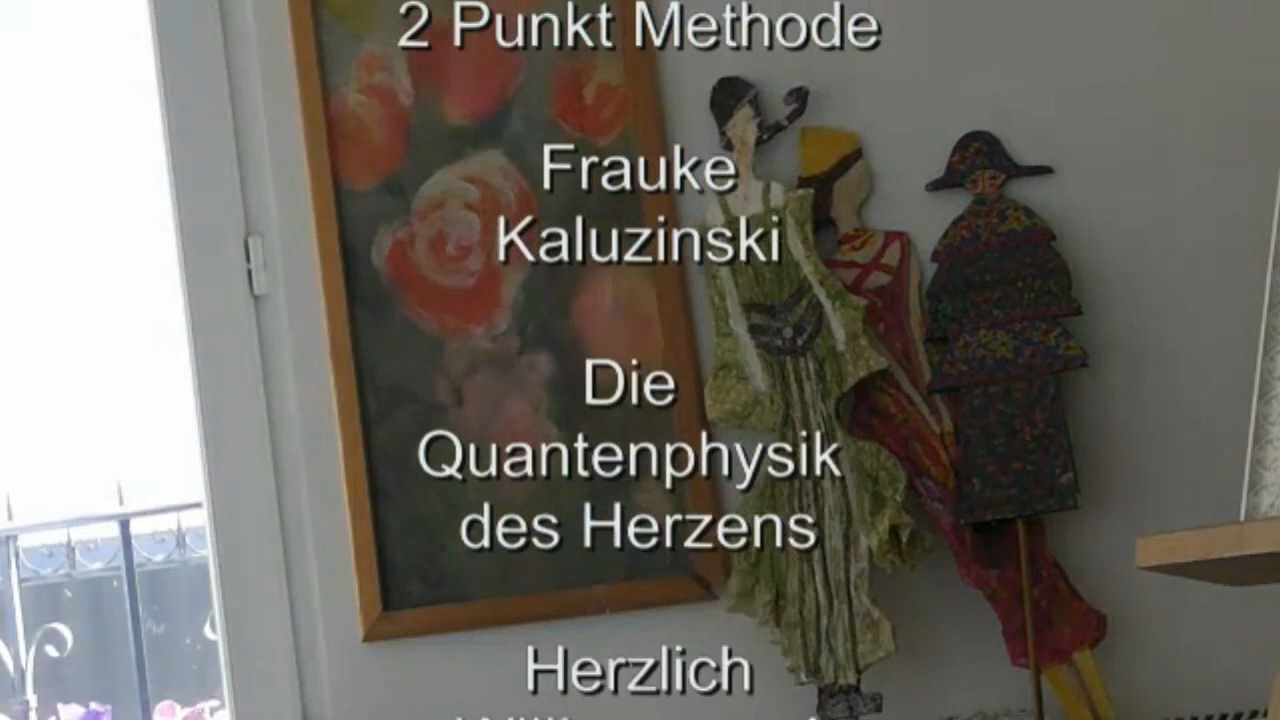 2 Punkt Methode
Frauke
Kaluzinski
Die
Quantenphysik
des Herzens
Herzlich